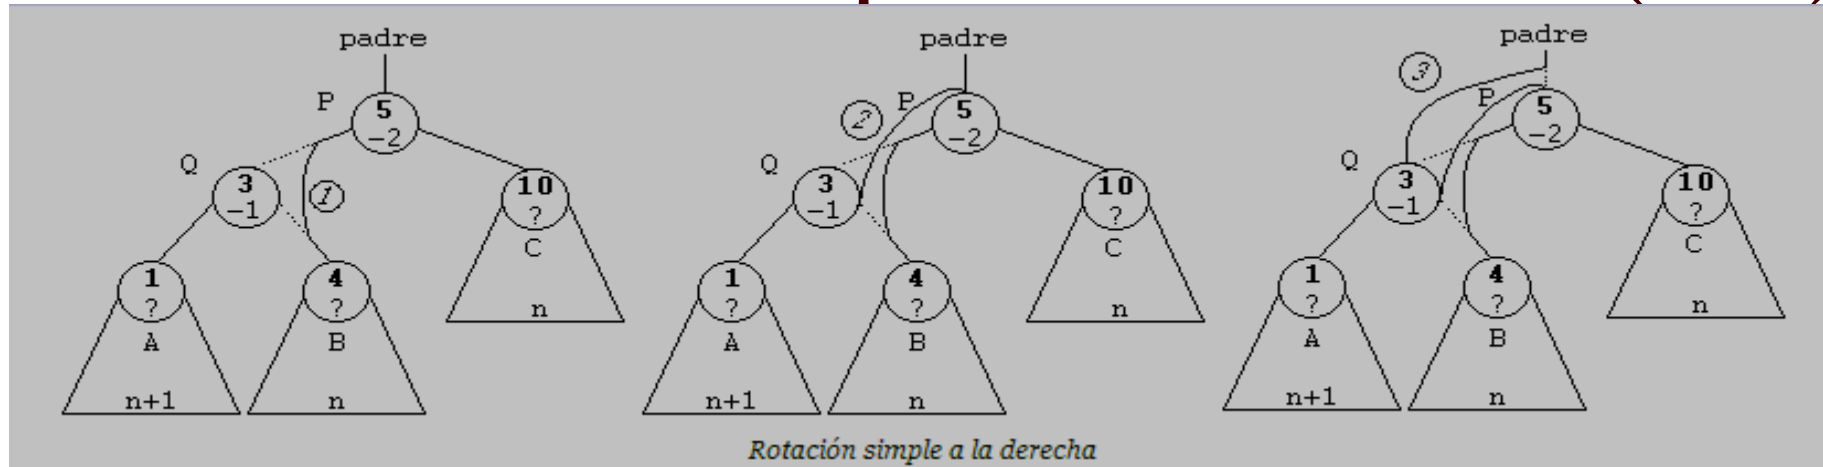 padre padre padre
3
P 5 2 P 5 P 5
-2 -2 -2
Q 3 Q 3 Q 3
-1 1 -1 -1
10 10 10
? ? ?
C C C
1 4 1 4 1 4
? ? ? ? ? ?
n n n
A B A B A B
n+1 n n+1 n n+1 n
Rotación simple a la derecha